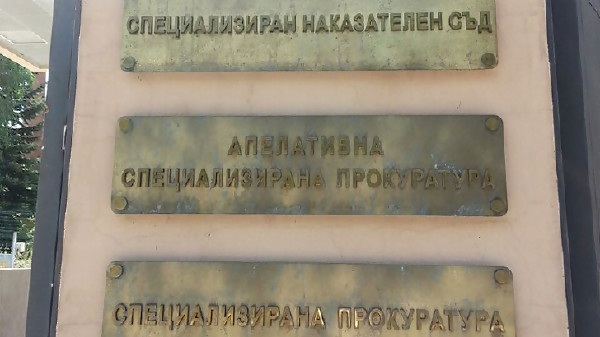 СПЕЦИАЛИЗИРАН НАКАЗАТЕЛЕН СЪД
АПЕЛАТИВНА
СПЕЦИАЛИЗИРАНА ПРОКУРАТУРА
СПЕЦИАЛИЗИРАНА ПРОКУРАТУРА